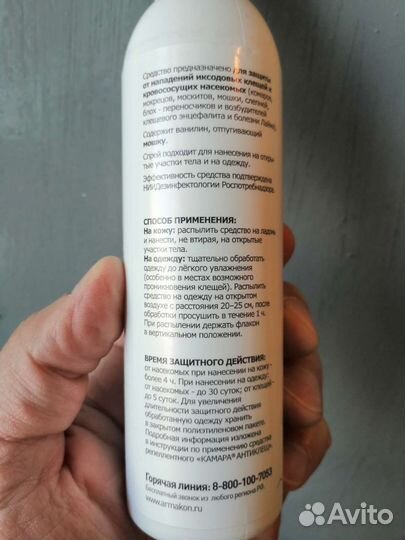 Средство предназначено для защиты
от нападений иксодовых клещей и
кровососущих насекомых (комаров,
мокрецов, москитов, мошки, слепней,
блох - переносчиков и возбудителей
клещевого энцефалита и болезни Лайма).
Содержит ванилин, отпугивающий
мошку.
Спрей подходит для нанесения на откры-
тые участки тела и на одежду.
Эффективность средства подтверждена
НИИ Дезинфектологии Роспотребнадзора.
СПОСОБ ПРИМЕНЕНИЯ:
На кожу: распылить средство на ладонь
и нанести, не втирая, на открытые
участки тела.
На одежду: тщательно обработать
одежду до лёгкого увлажнения
(особенно в местах возможного
проникновения клещей). Распылить
средство на одежду на открытом
воздухе с расстояния 20–25 см, после
обработки просушить в течение 1 ч.
При распылении держать флакон
в вертикальном положении.
ВРЕМЯ ЗАЩИТНОГО ДЕЙСТВИЯ:
от насекомых при нанесении на кожу -
более 4 ч. При нанесении на одежду:
от насекомых - до 30 суток; от клещей -
до 5 суток. Для увеличения
длительности защитного действия
обработанную одежду хранить
в закрытом полиэтиленовом пакете.
Подробная информация изложена
в инструкции по применению средства
репеллентного «КАМАРА® АНТИКЛЕЩ»
Горячая линия: 8-800-100-7053
Бесплатный звонок из любого региона РФ.
www.armakon.ru
Avito